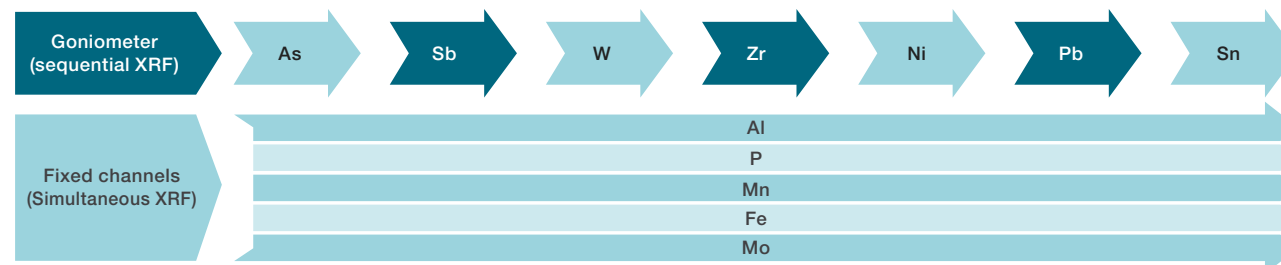 Goniometer
(sequential XRF)
As
Sb
W
Zr
Ni
Pb
Sn
Fixed channels
(Simultaneous XRF)
Al
P
Mn
Fe
Mo